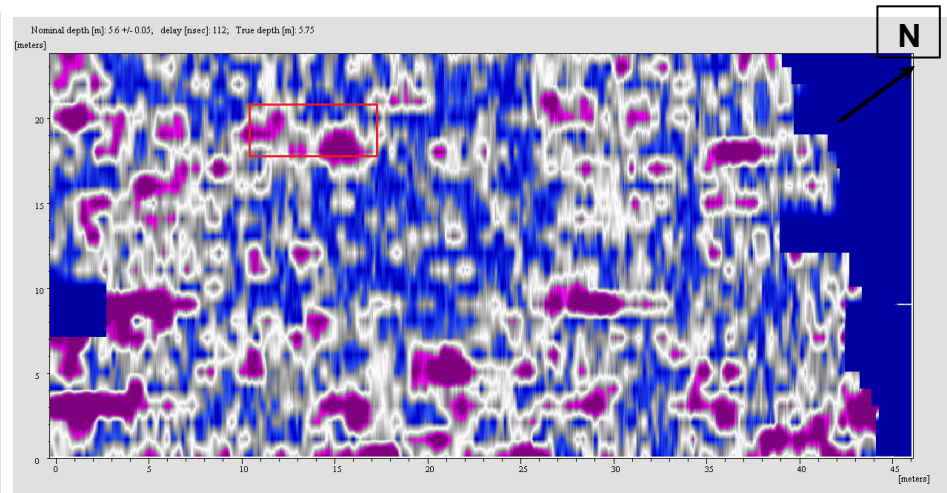 Nominal depth [m]: 5.6 +/- 0.05;   delay [nsec]: 112;   True depth [m]: 5.75
[meters]
N
20
15
10
5
0
0 5 10 15 20 25 30 35 40 45
[meters]